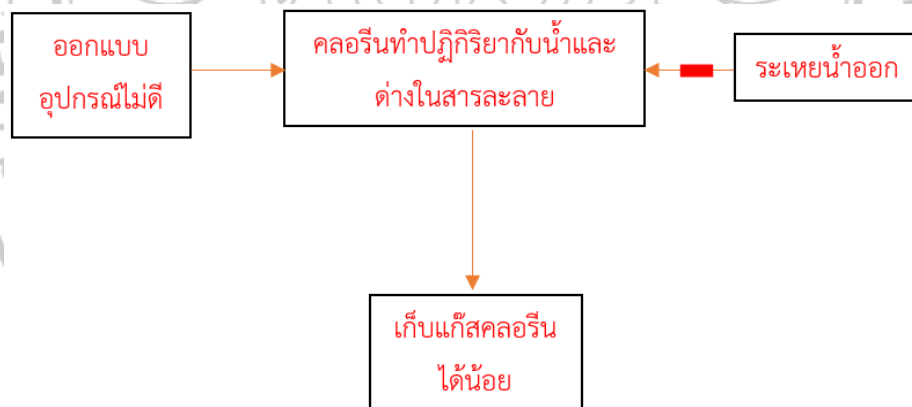 ออกแบบ
อุปกรณ์ไม่ดี
คลอรีนทำปฏิกิริยากับน้ำและ
ด่างในสารละลาย
ระเหยน้ำออก
เก็บแก๊สคลอรีน
ได้น้อย